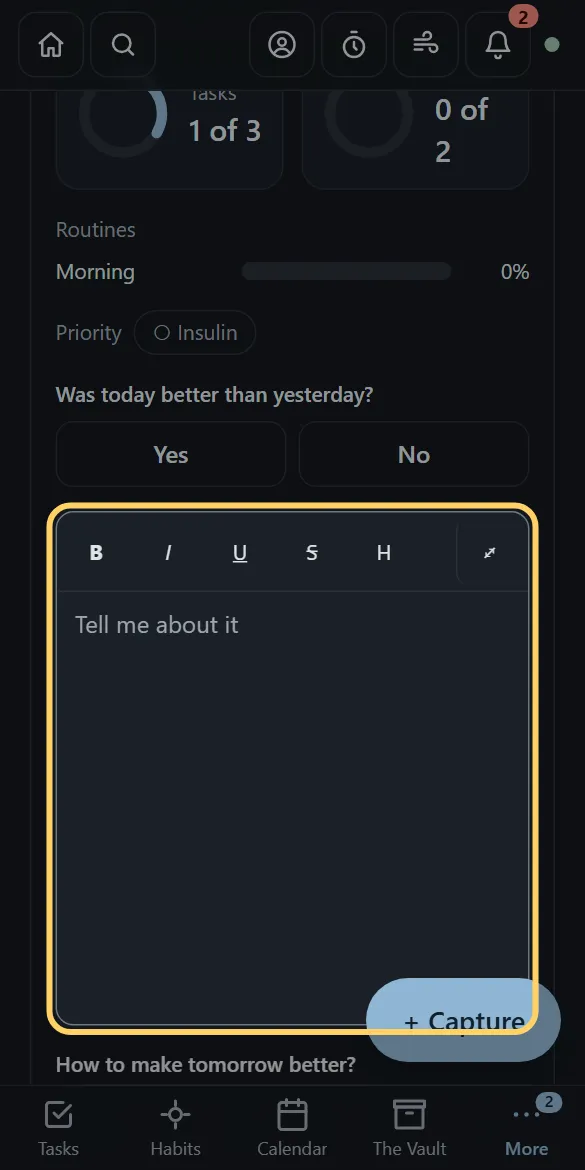 2
Tasks
1 of 3
0 of
2
Routines
Morning 0%
Priority Insulin
Was today better than yesterday?
Yes No
B I U S H
Tell me about it
+ Capture
How to make tomorrow better?
2
Tasks Habits Calendar The Vault More